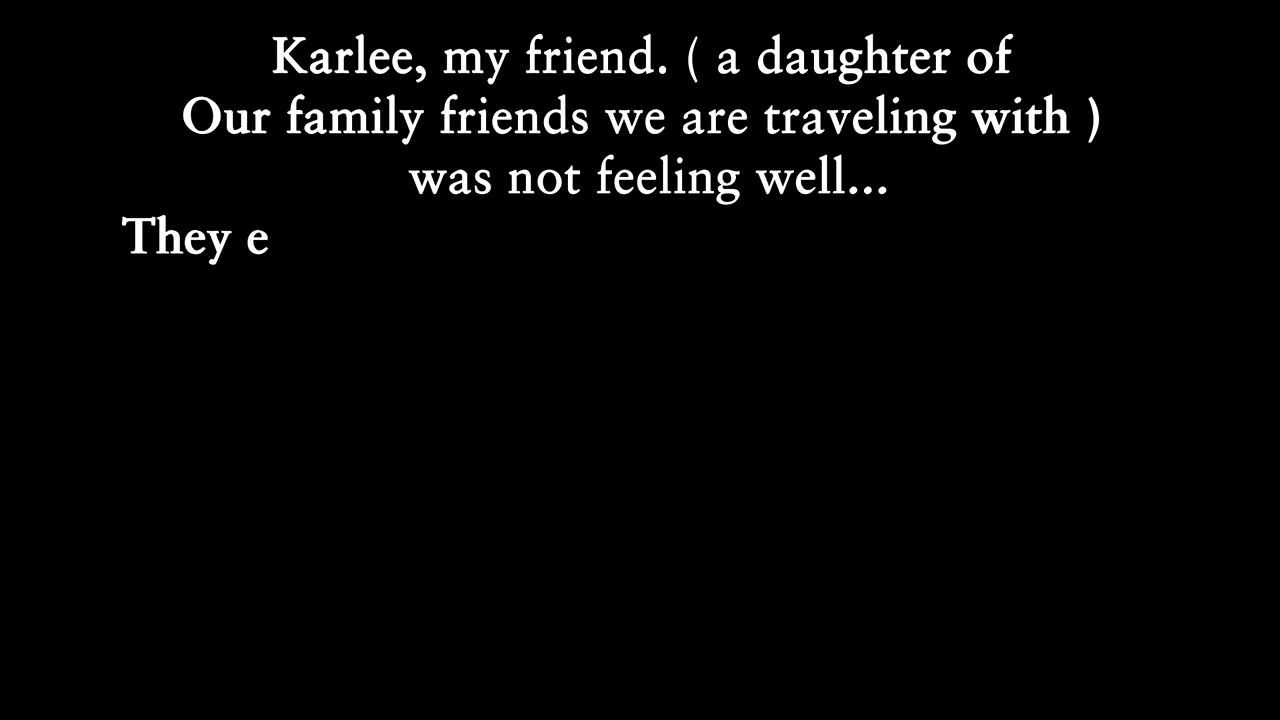 Karlee, my friend. ( a daughter of
Our family friends we are traveling with )
was not feeling well...
They e